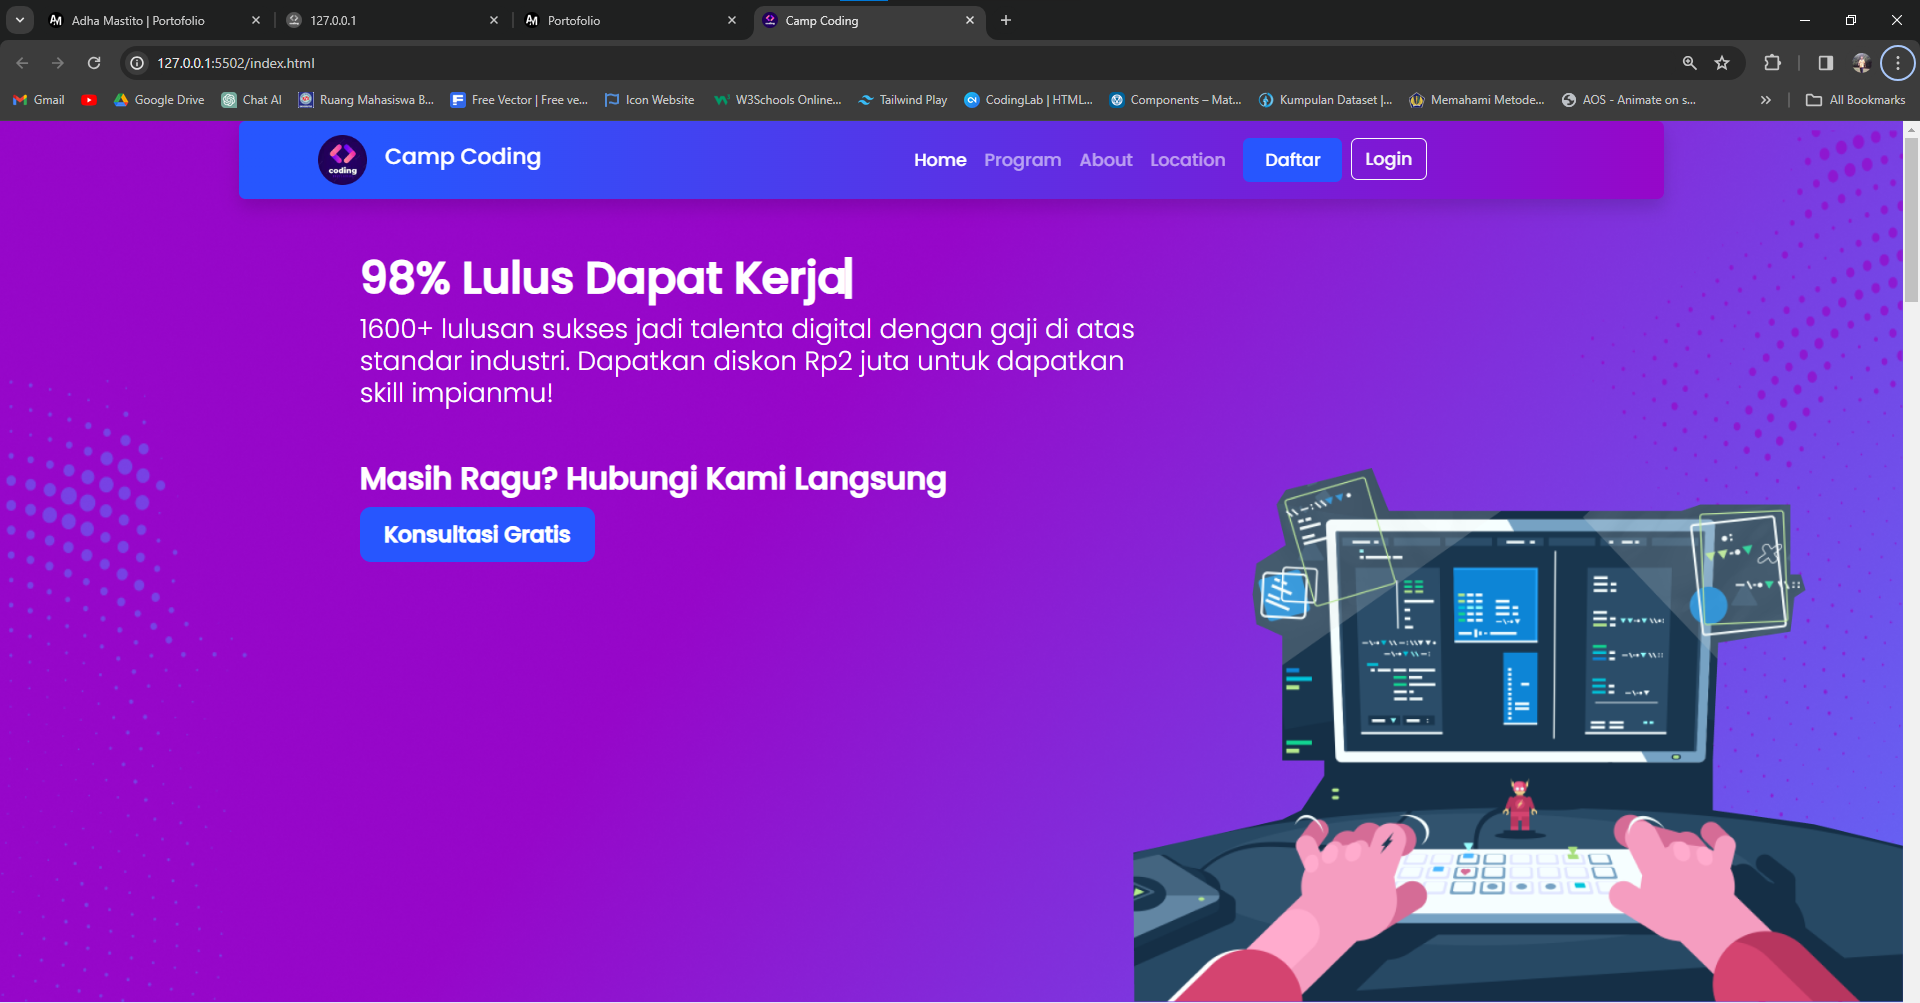 Adha Mastito | Portofolio
127.0.0.1
Portofolio
Camp Coding
127.0.0.1:5502/index.html
Gmail
Google Drive
Chat AI
Ruang Mahasiswa B...
Free Vector | Free ve...
Icon Website
W3Schools Online...
Tailwind Play
CodingLab | HTML...
Components – Mat...
Kumpulan Dataset |...
Memahami Metode...
AOS - Animate on s...
All Bookmarks
coding
Camp Coding
Home
Program
About
Location
Daftar
Login
98% Lulus Dapat Kerja
1600+ lulusan sukses jadi talenta digital dengan gaji di atas
standar industri. Dapatkan diskon Rp2 juta untuk dapatkan
skill impianmu!
Masih Ragu? Hubungi Kami Langsung
Konsultasi Gratis